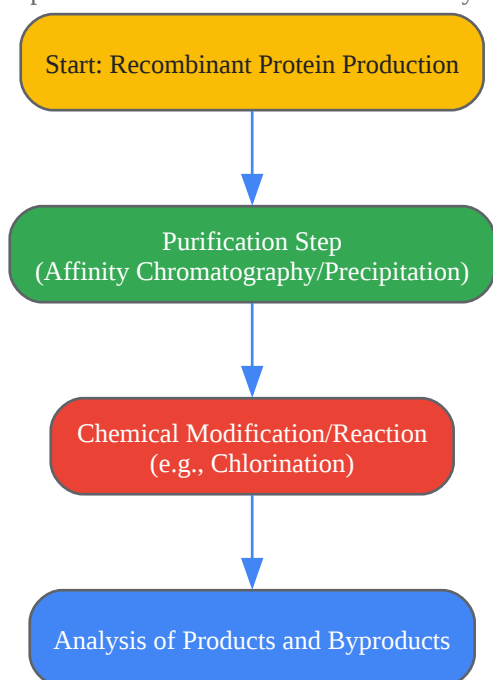 Start: Recombinant Protein Production
Purification Step
(Affinity Chromatography/Precipitation)
Chemical Modification/Reaction
(e.g., Chlorination)
Analysis of Products and Byproducts